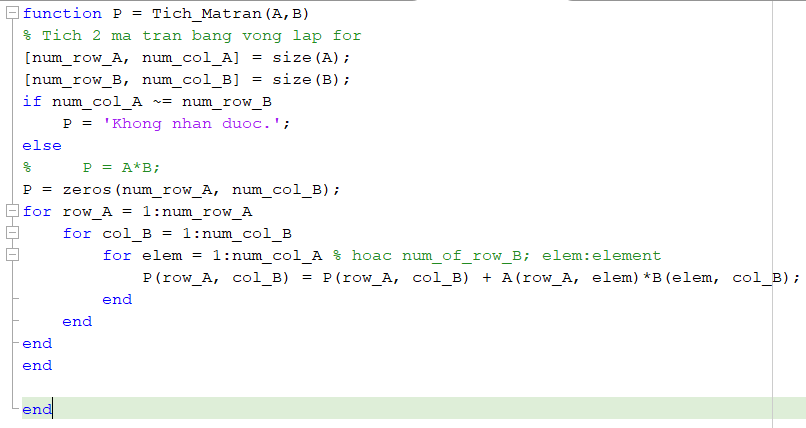 function P = Tich_Matran(A,B)
% Tich 2 ma tran bang vong lap for
[num_row_A, num_col_A] = size(A);
[num_row_B, num_col_B] = size(B);
if num_col_A ~= num_row_B
    P = 'Khong nhan duoc.';
else
%     P = A*B;
P = zeros(num_row_A, num_col_B);
for row_A = 1:num_row_A
    for col_B = 1:num_col_B
        for elem = 1:num_col_A % hoac num_of_row_B; elem:element
            P(row_A, col_B) = P(row_A, col_B) + A(row_A, elem)*B(elem, col_B);
        end
    end
end
end
end